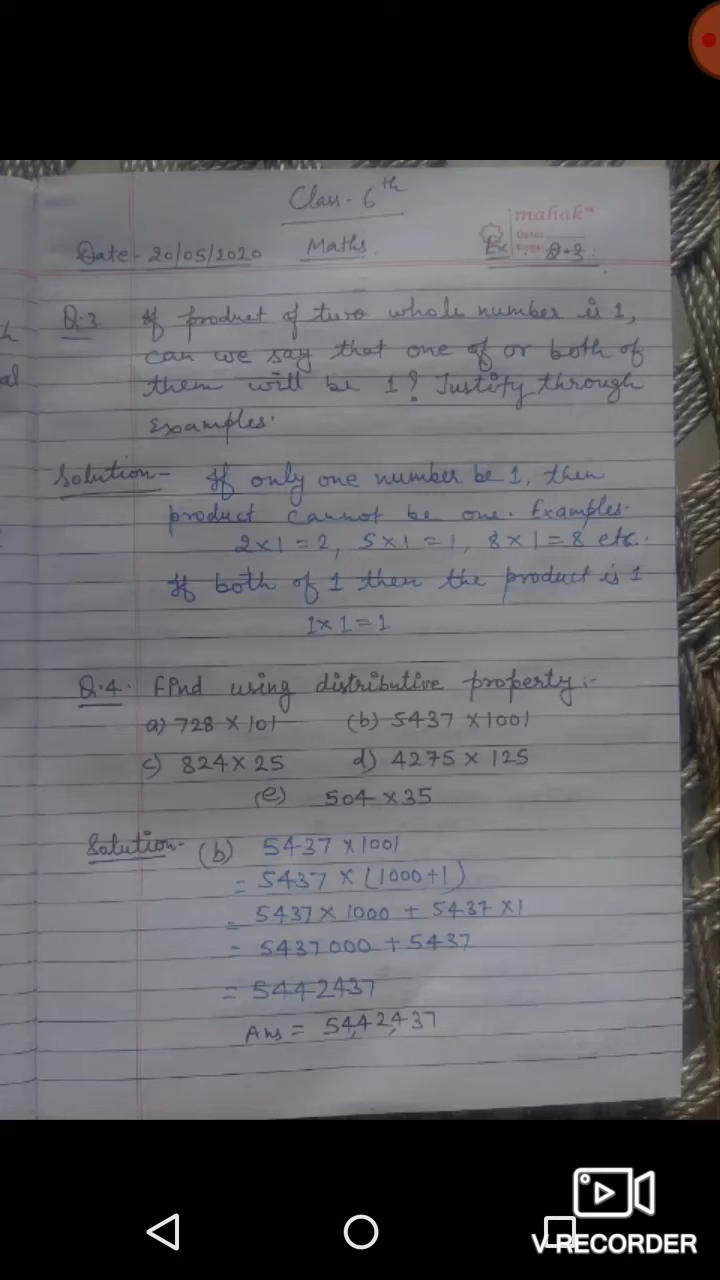 Class - 6th
mahak™
Date - 20/05/2020 Maths Ex 2.3
Q.3 If product of two whole number is 1,
can we say that one of or both of
them will be 1? Justify through
Examples.
Solution - If only one number be 1, then
product cannot be one. Examples.
2 x 1 = 2, 5 x 1 = 1, 8 x 1 = 8 etc.
If both of 1 then the product is 1
1 x 1 = 1
Q.4. Find using distributive property :-
a) 728 x 101 (b) 5437 x 1001
c) 824 x 25 d) 4275 x 125
(e) 504 x 35
Solution - (b) 5437 x 1001
= 5437 x (1000+1)
= 5437 x 1000 + 5437 x 1
= 5437000 + 5437
= 5442437
Ans = 54,42,437
V RECORDER